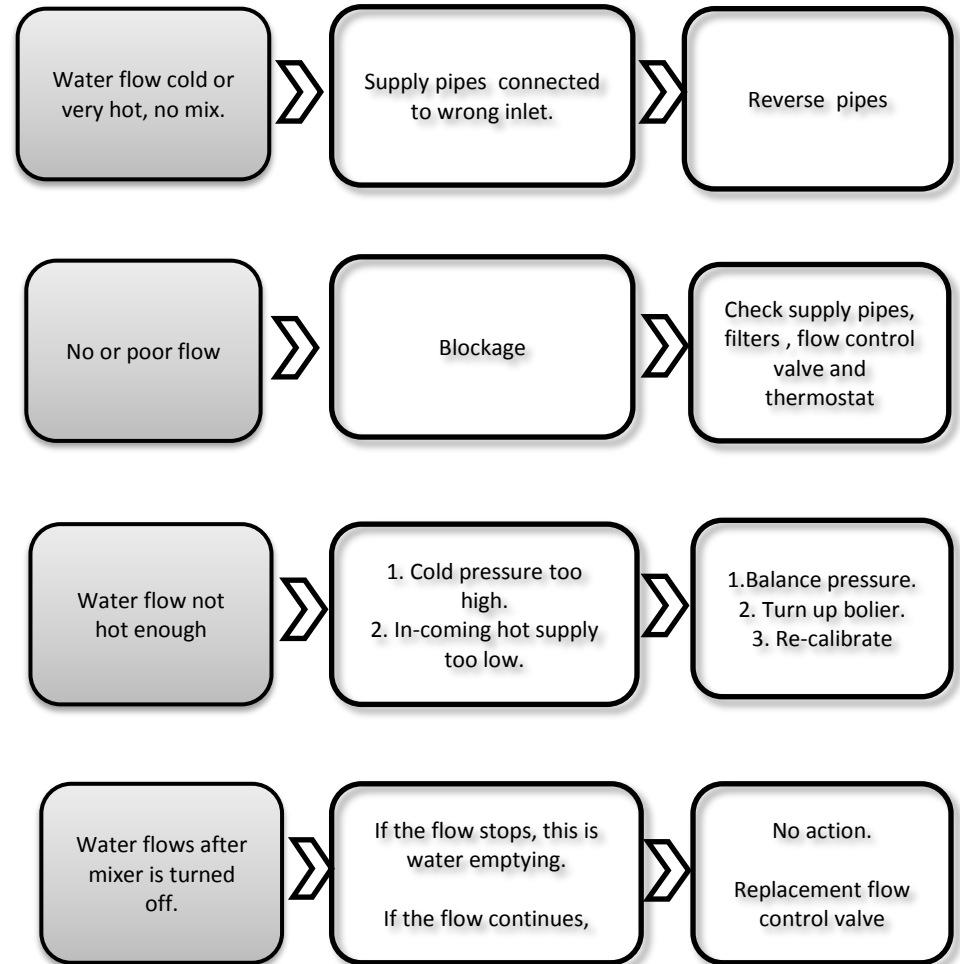 Water flow cold or
very hot, no mix.
Supply pipes connected
to wrong inlet.
Reverse pipes
No or poor flow
Blockage
Check supply pipes,
filters , flow control
valve and
thermostat
Water flow not
hot enough
1. Cold pressure too
high.
2. In-coming hot supply
too low.
1.Balance pressure.
2. Turn up bolier.
3. Re-calibrate
Water flows after
mixer is turned
off.
If the flow stops, this is
water emptying.
If the flow continues,
No action.
Replacement flow
control valve